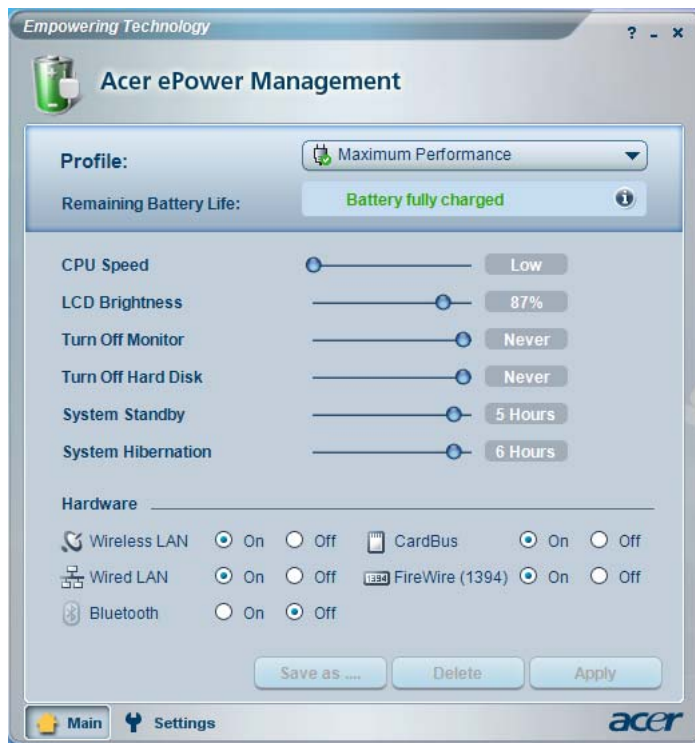 Empowering Technology
? - x
Acer ePower Management
Profile: Maximum Performance
Remaining Battery Life: Battery fully charged
CPU Speed Low
LCD Brightness 87%
Turn Off Monitor Never
Turn Off Hard Disk Never
System Standby 5 Hours
System Hibernation 6 Hours
Hardware
Wireless LAN On Off CardBus On Off
Wired LAN On Off 1394 FireWire (1394) On Off
Bluetooth On Off
Save as .... Delete Apply
Main Settings acer